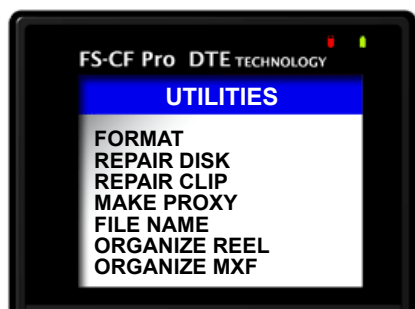 FS-CF Pro DTE TECHNOLOGY
UTILITIES
FORMAT
REPAIR DISK
REPAIR CLIP
MAKE PROXY
FILE NAME
ORGANIZE REEL
ORGANIZE MXF